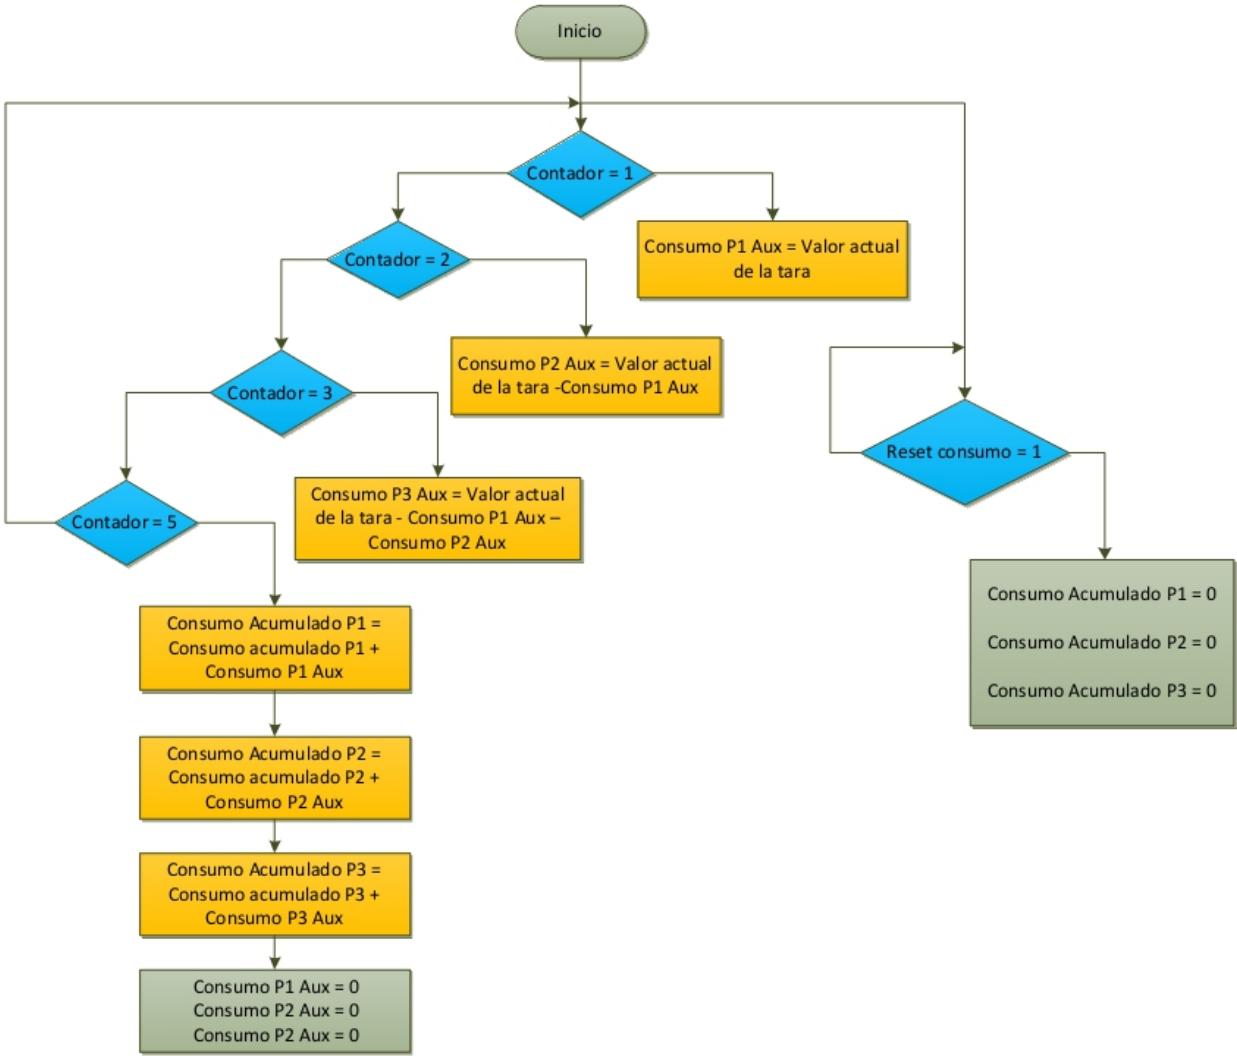 Inicio
Contador = 1
Consumo P1 Aux = Valor actual
de la tara
Contador = 2
Consumo P2 Aux = Valor actual
de la tara -Consumo P1 Aux
Contador = 3
Consumo P3 Aux = Valor actual
de la tara - Consumo P1 Aux –
Consumo P2 Aux
Contador = 5
Consumo Acumulado P1 =
Consumo acumulado P1 +
Consumo P1 Aux
Consumo Acumulado P2 =
Consumo acumulado P2 +
Consumo P2 Aux
Consumo Acumulado P3 =
Consumo acumulado P3 +
Consumo P3 Aux
Consumo P1 Aux = 0
Consumo P2 Aux = 0
Consumo P2 Aux = 0
Reset consumo = 1
Consumo Acumulado P1 = 0
Consumo Acumulado P2 = 0
Consumo Acumulado P3 = 0